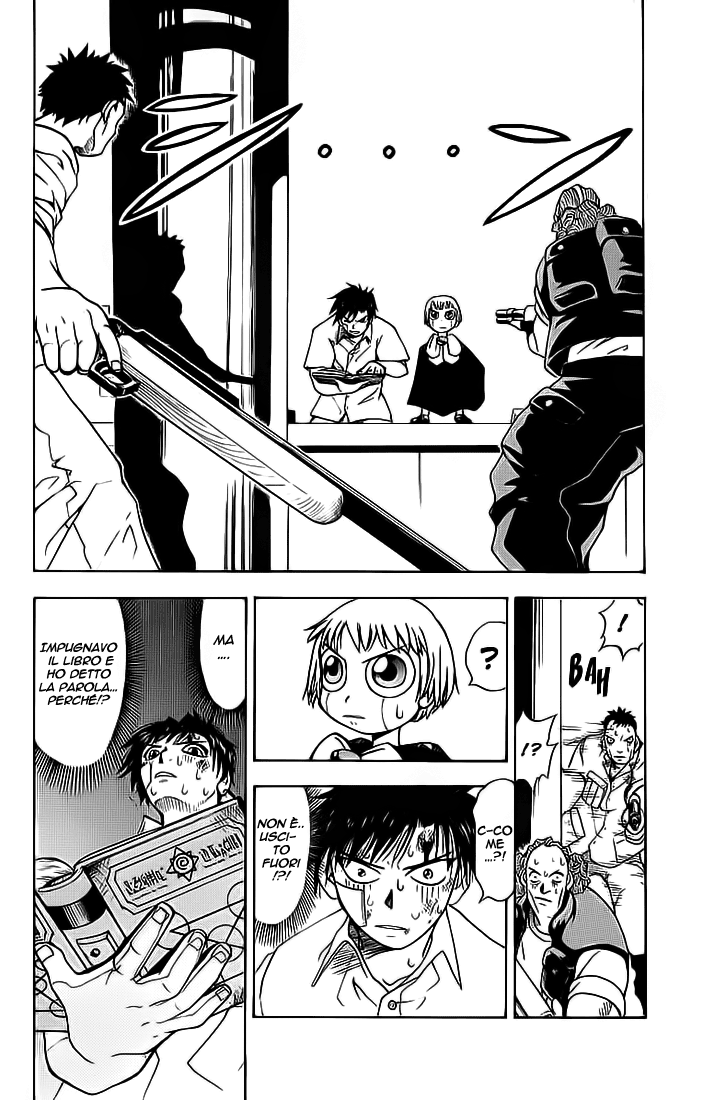 !
BAH
!?
?
C-CO
ME
...?!
NON È..
USCI-
TO
FUORI
!?!
MA
....
IMPUGNAVO
IL LIBRO E
HO DETTO
LA PAROLA...
PERCHÉ!?